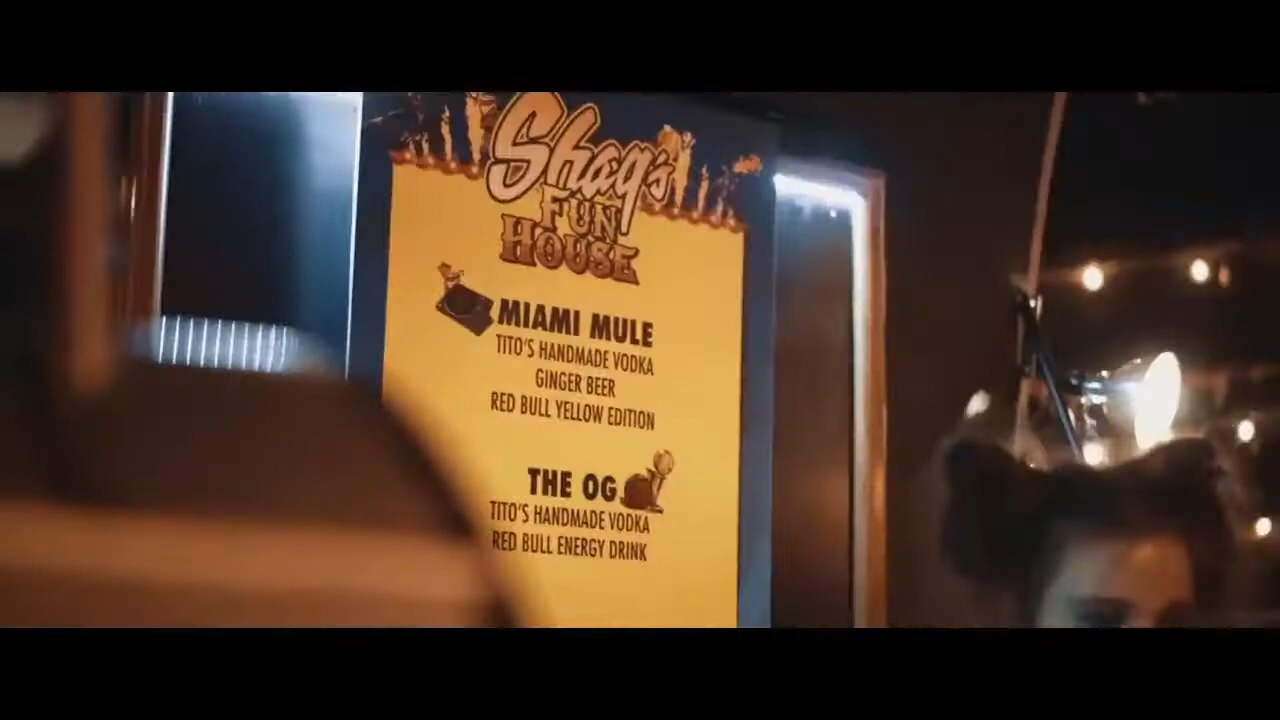 Shaq's
FUN
HOUSE
MIAMI MULE
TITO'S HANDMADE VODKA
GINGER BEER
RED BULL YELLOW EDITION
THE OG
TITO'S HANDMADE VODKA
RED BULL ENERGY DRINK